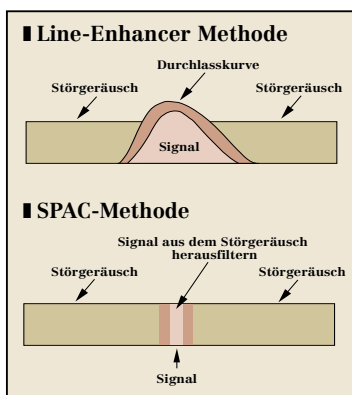 Line-Enhancer Methode
Durchlasskurve
Störgeräusch Störgeräusch
Signal
SPAC-Methode
Signal aus dem Störgeräusch
herausfiltern
Störgeräusch Störgeräusch
Signal